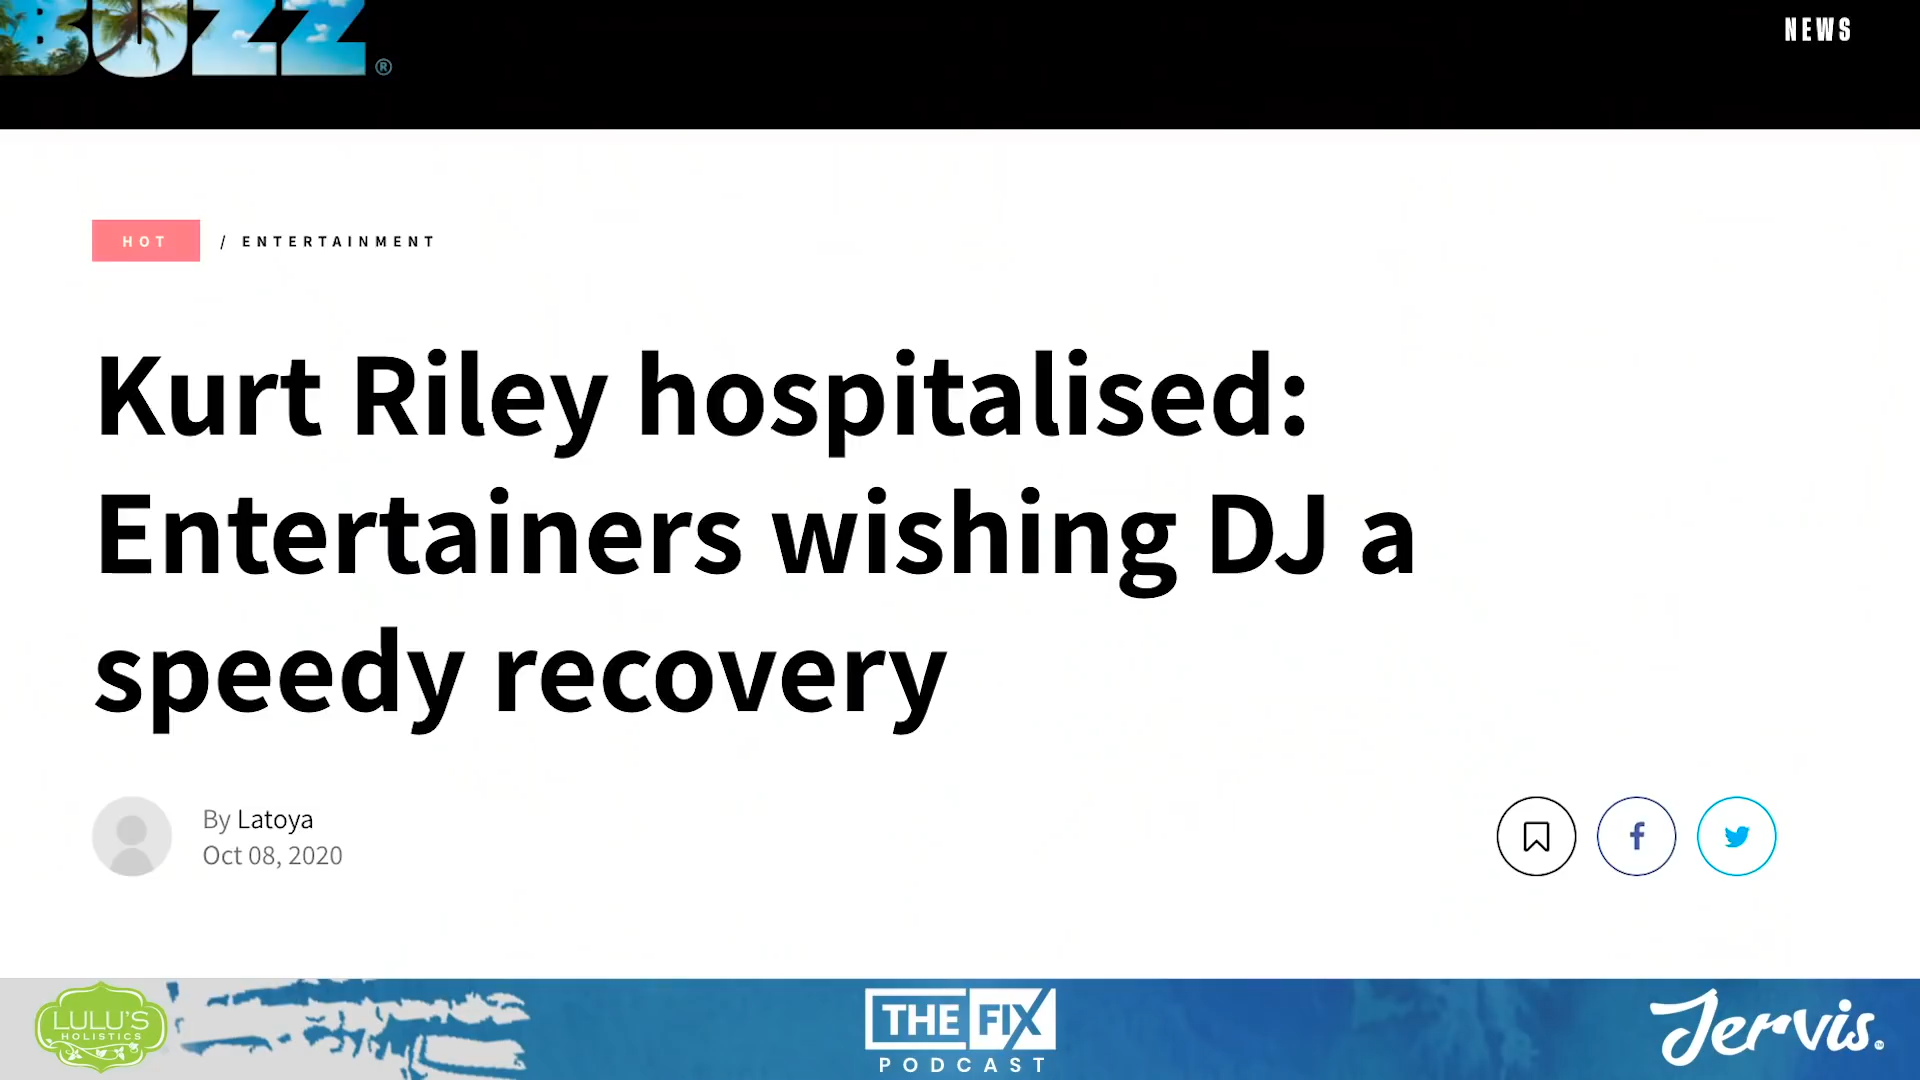 BUZZ®
NEWS
HOT / ENTERTAINMENT
Kurt Riley hospitalised:
Entertainers wishing DJ a
speedy recovery
By Latoya
Oct 08, 2020
LULU'S
HOLISTICS
THE FIX
PODCAST
Jervis.